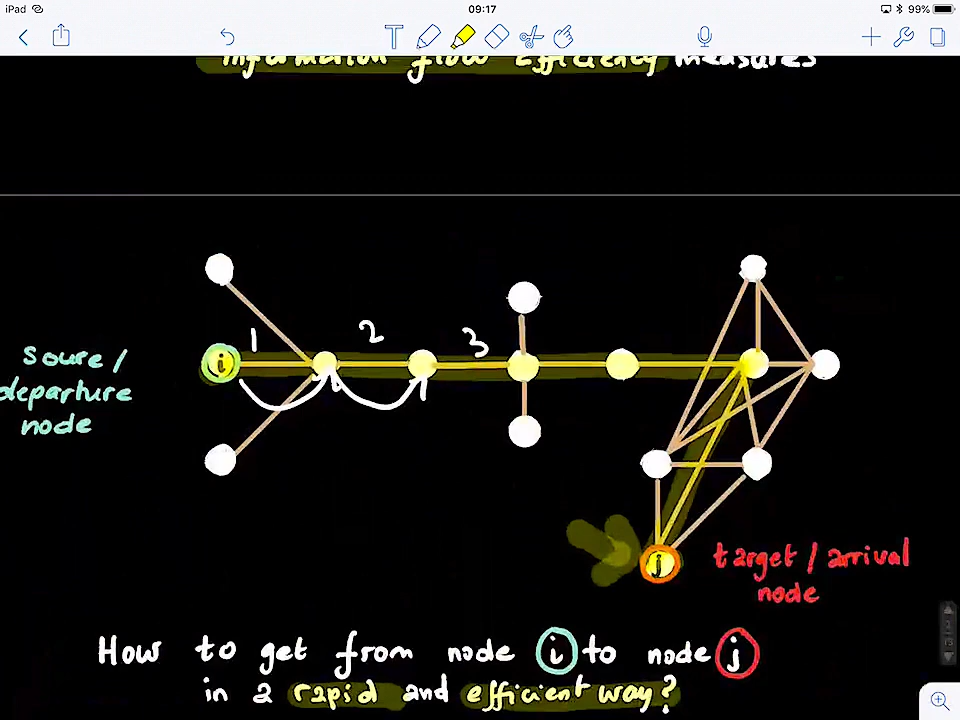 iPad
09:17
99%
T
information flow efficiency measures
1
2
3
i
Soure /
departure
node
j
target / arrival
node
How to get from node i to node j
in a rapid and efficient way?